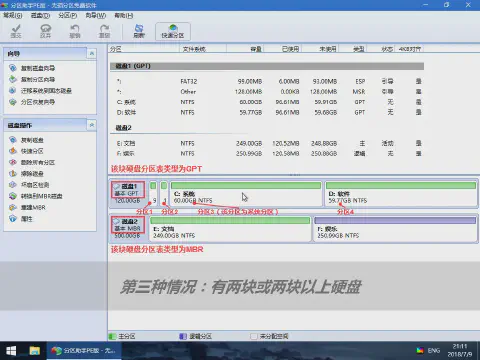 分区助手PE版 - 无损分区免费软件
常规(G) 磁盘(D) 分区(P) 向导(W) 帮助(H)
提交 放弃 撤销 重做 刷新 快速分区
向导
复制磁盘向导
复制分区向导
迁移系统到固态磁盘
分区恢复向导
磁盘操作
复制磁盘
快速分区
删除所有分区
擦除磁盘
坏扇区检测
转换到MBR磁盘
重建MBR
属性
分区 文件系统 容量 已使用 未使用 类型 状态 4KB对齐
磁盘1 (GPT)
*: FAT32 99.00MB 6.00MB 93.00MB ESP 引导 是
*: Other 128.00MB 0.00KB 128.00MB MSR 引导 是
C: 系统 NTFS 60.00GB 96.61MB 59.91GB GPT 无 是
D: 软件 NTFS 59.77GB 96.61MB 59.68GB GPT 无 是
磁盘2
E: 文档 NTFS 249.00GB 120.52MB 248.88GB 主 活动 是
F: 娱乐 NTFS 250.99GB 120.58MB 250.88GB 逻辑 无 是
该块硬盘分区表类型为GPT
磁盘1
基本 GPT
120.00GB
C: 系统
60.00GB NTFS
D: 软件
59.77GB NTFS
分区1 分区2 分区3（该分区为系统分区） 分区4
磁盘2
基本 MBR
500.00GB
E: 文档
249.00GB NTFS
F: 娱乐
250.99GB NTFS
该块硬盘分区表类型为MBR
第三种情况：有两块或两块以上硬盘
主分区 逻辑分区 未分配空间
分区助手PE版 - 无...
ENG
21:11
2018/7/9